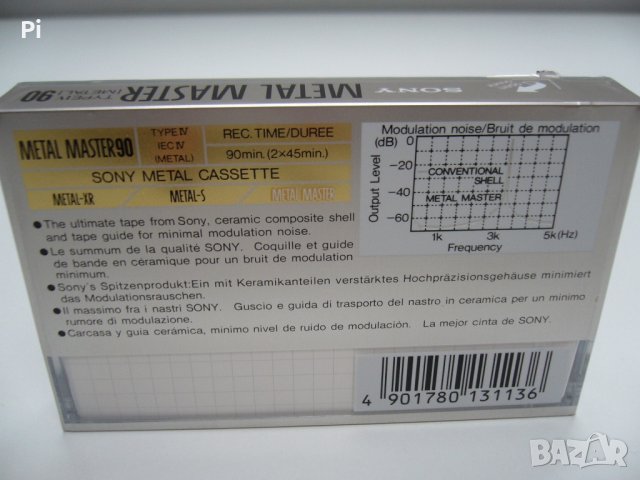 Pi
SONY METAL MASTER TYPE IV (METAL) 90
METAL MASTER 90
TYPE IV
IEC IV
(METAL)
REC. TIME/DUREE
90min. (2×45min.)
SONY METAL CASSETTE
METAL-XR METAL-S METAL MASTER
Modulation noise/Bruit de modulation
(dB) 0
-20
-40
-60
Output Level
CONVENTIONAL
SHELL
METAL MASTER
1k 3k 5k(Hz)
Frequency
●The ultimate tape from Sony, ceramic composite shell
and tape guide for minimal modulation noise.
●Le summum de la qualité SONY. Coquille et guide
de bande en céramique pour un bruit de modulation
minimum.
●Sony's Spitzenprodukt:Ein mit Keramikanteilen verstärktes Hochpräzisionsgehäuse minimiert
das Modulationsrauschen.
●Il massimo fra i nastri SONY. Guscio e guida di trasporto del nastro in ceramica per un minimo
rumore di modulazione.
●Carcasa y guia cerámica, minimo nivel de ruido de modulación. La mejor cinta de SONY.
4 901780 131136
BAZAR